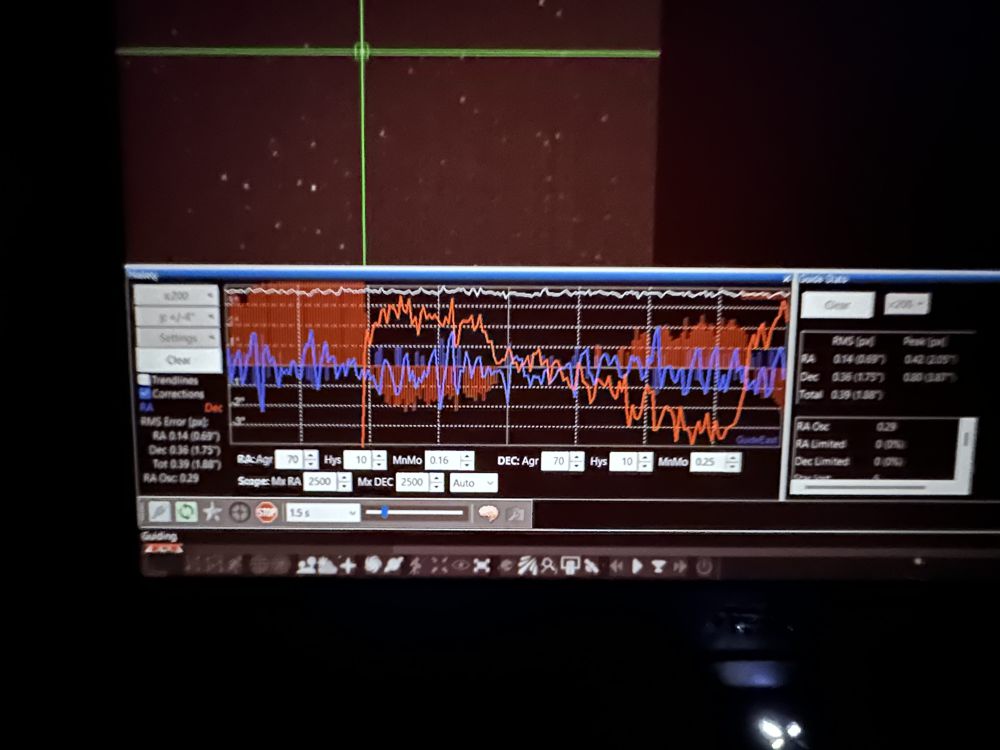 History
x:200
y: +/-4"
Settings
Clear
Trendlines
Corrections
RA Dec
RMS Error [px]:
RA 0.14 (0.69")
Dec 0.36 (1.75")
Tot 0.39 (1.88")
RA Osc: 0.29
-2"
-3"
GuideEast
RA: Agr 70 Hys 10 MnMo 0.16 DEC: Agr 70 Hys 10 MnMo 0.25
Scope: Mx RA 2500 Mx DEC 2500 Auto
Guide Stats
Clear x200
RMS [px] Peak [px]
RA 0.14 (0.69") 0.42 (2.05")
Dec 0.36 (1.75") 0.80 (3.87")
Total 0.39 (1.88")
RA Osc 0.29
RA Limited 0 (0%)
Dec Limited 0 (0%)
STOP
1.5 s
Guiding